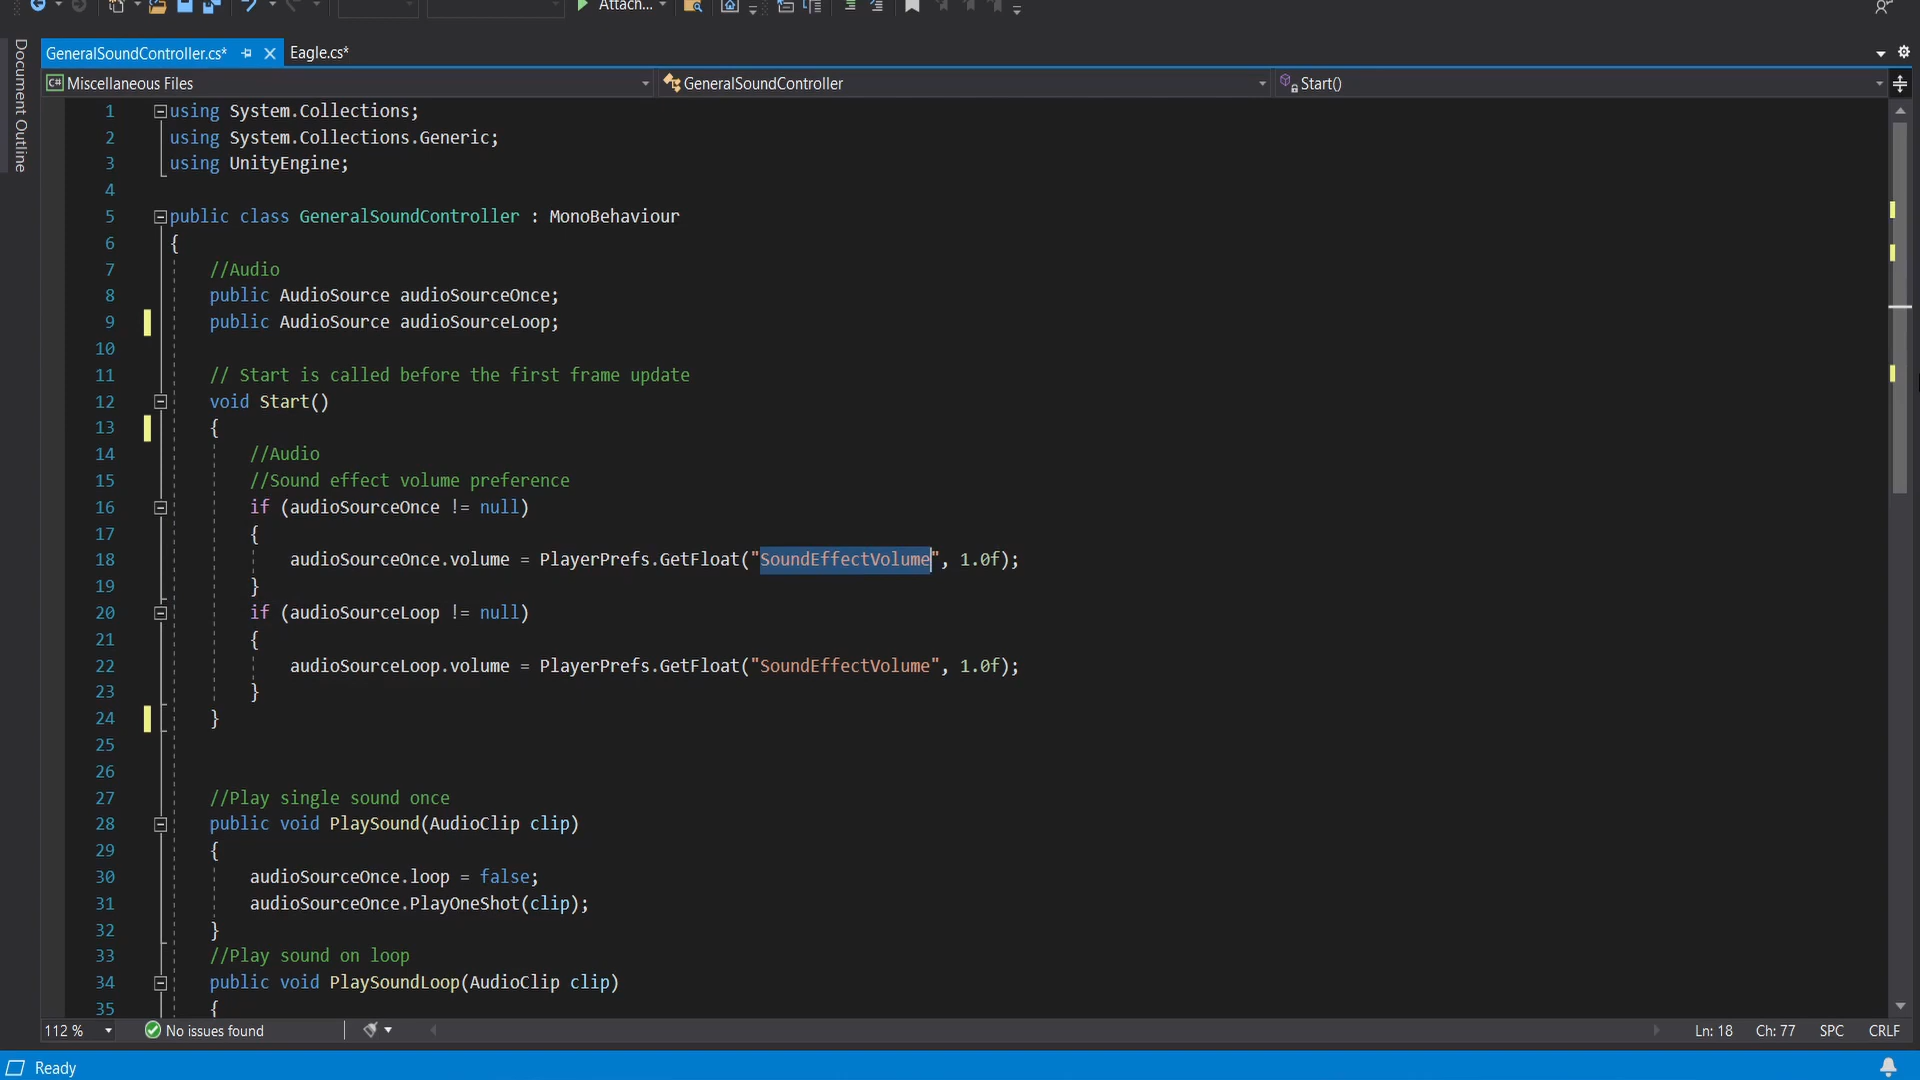 Attach...
Document Outline
GeneralSoundController.cs*
Eagle.cs*
C# Miscellaneous Files
GeneralSoundController
Start()
1 using System.Collections;
2 using System.Collections.Generic;
3 using UnityEngine;
4
5 public class GeneralSoundController : MonoBehaviour
6 {
7 //Audio
8 public AudioSource audioSourceOnce;
9 public AudioSource audioSourceLoop;
10
11 // Start is called before the first frame update
12 void Start()
13 {
14 //Audio
15 //Sound effect volume preference
16 if (audioSourceOnce != null)
17 {
18 audioSourceOnce.volume = PlayerPrefs.GetFloat("SoundEffectVolume", 1.0f);
19 }
20 if (audioSourceLoop != null)
21 {
22 audioSourceLoop.volume = PlayerPrefs.GetFloat("SoundEffectVolume", 1.0f);
23 }
24 }
25
26
27 //Play single sound once
28 public void PlaySound(AudioClip clip)
29 {
30 audioSourceOnce.loop = false;
31 audioSourceOnce.PlayOneShot(clip);
32 }
33 //Play sound on loop
34 public void PlaySoundLoop(AudioClip clip)
35 {
112 %
No issues found
Ln: 18
Ch: 77
SPC
CRLF
Ready